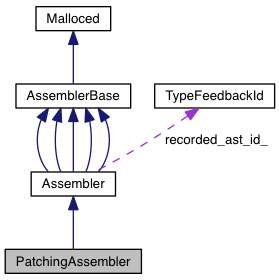 Malloced
AssemblerBase
TypeFeedbackId
recorded_ast_id_
Assembler
PatchingAssembler